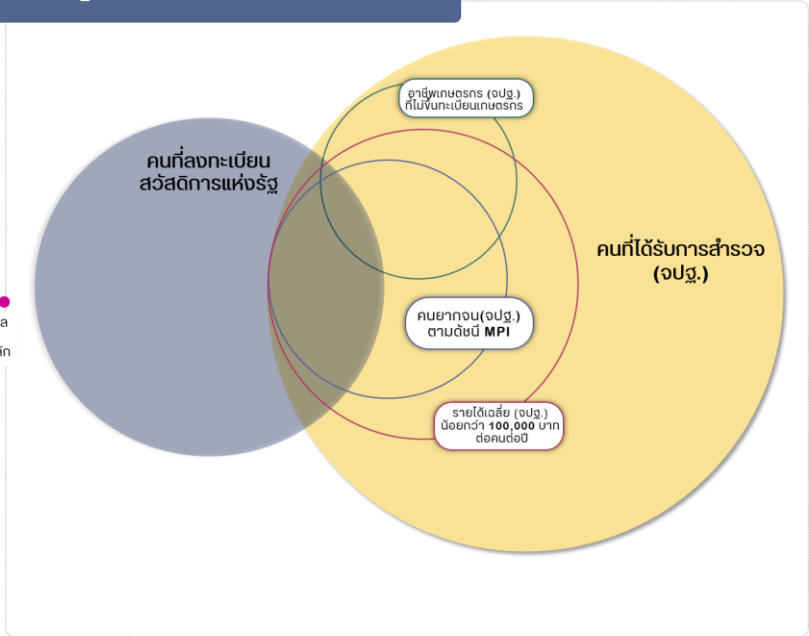 อาชีพเกษตรกร (จปฐ.)
ที่ไม่ขึ้นทะเบียนเกษตรกร
คนที่ลงทะเบียน
สวัสดิการแห่งรัฐ
คนที่ได้รับการสำรวจ
(จปฐ.)
คนยากจน(จปฐ.)
ตามดัชนี MPI
รายได้เฉลี่ย (จปฐ.)
น้อยกว่า 100,000 บาท
ต่อคนต่อปี